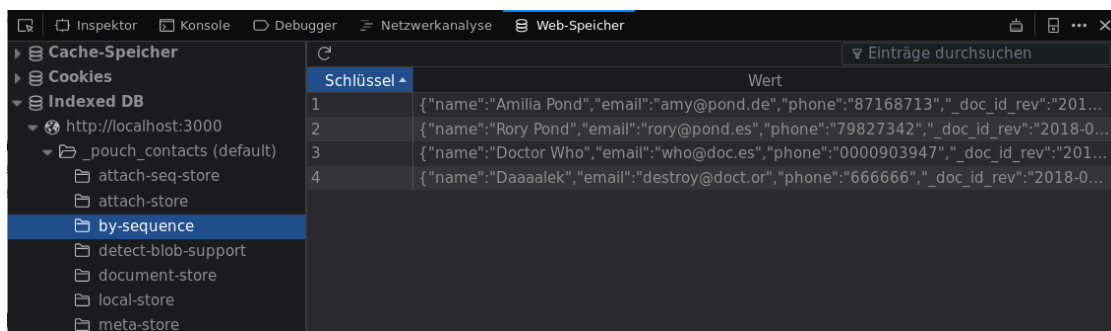 Inspektor Konsole Debugger Netzwerkanalyse Web-Speicher
Cache-Speicher
Cookies
Indexed DB
http://localhost:3000
_pouch_contacts (default)
attach-seq-store
attach-store
by-sequence
detect-blob-support
document-store
local-store
meta-store
Einträge durchsuchen
Schlüssel Wert
1 {"name":"Amilia Pond","email":"amy@pond.de","phone":"87168713","_doc_id_rev":"201...
2 {"name":"Rory Pond","email":"rory@pond.es","phone":"79827342","_doc_id_rev":"2018-0...
3 {"name":"Doctor Who","email":"who@doc.es","phone":"0000903947","_doc_id_rev":"201...
4 {"name":"Daaaalek","email":"destroy@doct.or","phone":"666666","_doc_id_rev":"2018-0...